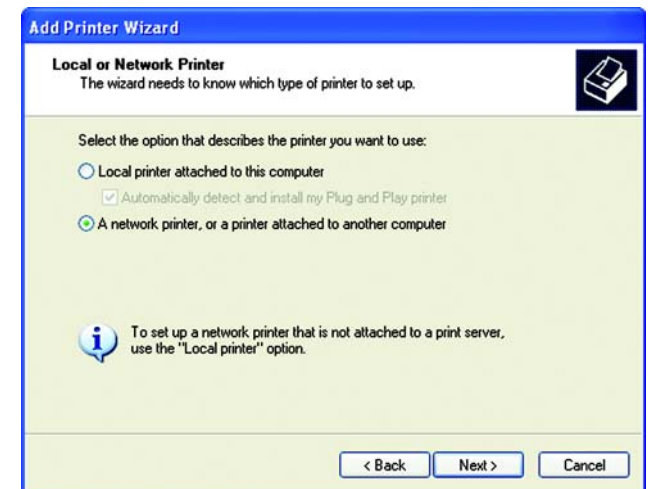 Add Printer Wizard
Local or Network Printer
The wizard needs to know which type of printer to set up.
Select the option that describes the printer you want to use:
Local printer attached to this computer
Automatically detect and install my Plug and Play printer
A network printer, or a printer attached to another computer
To set up a network printer that is not attached to a print server,
use the "Local printer" option.
< Back Next > Cancel